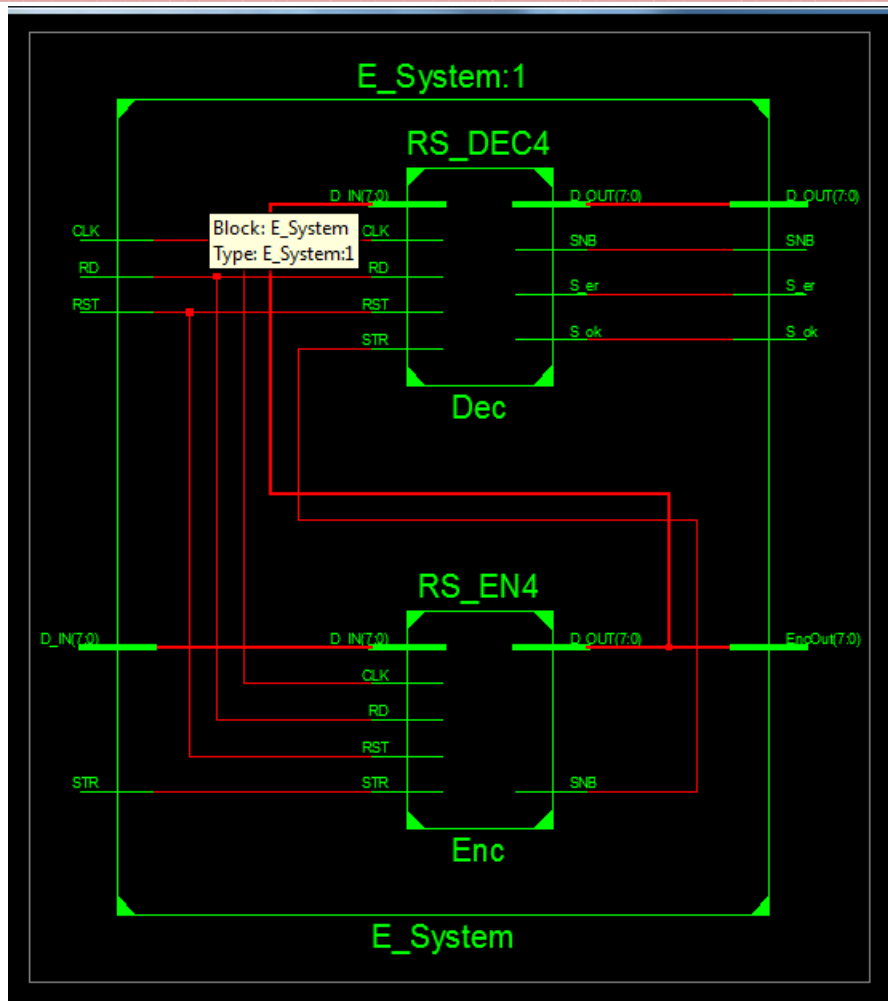 E_System:1
RS_DEC4
D_IN(7:0) D_OUT(7:0) D_OUT(7:0)
Block: E_System
Type: E_System:1
CLK CLK SNB SNB
RD RD
S_er S_er
RST RST
STR S_ok S_ok
Dec
RS_EN4
D_IN(7:0) D_IN(7:0) D_OUT(7:0) EncOut(7:0)
CLK
RD
RST
STR STR SNB
Enc
E_System